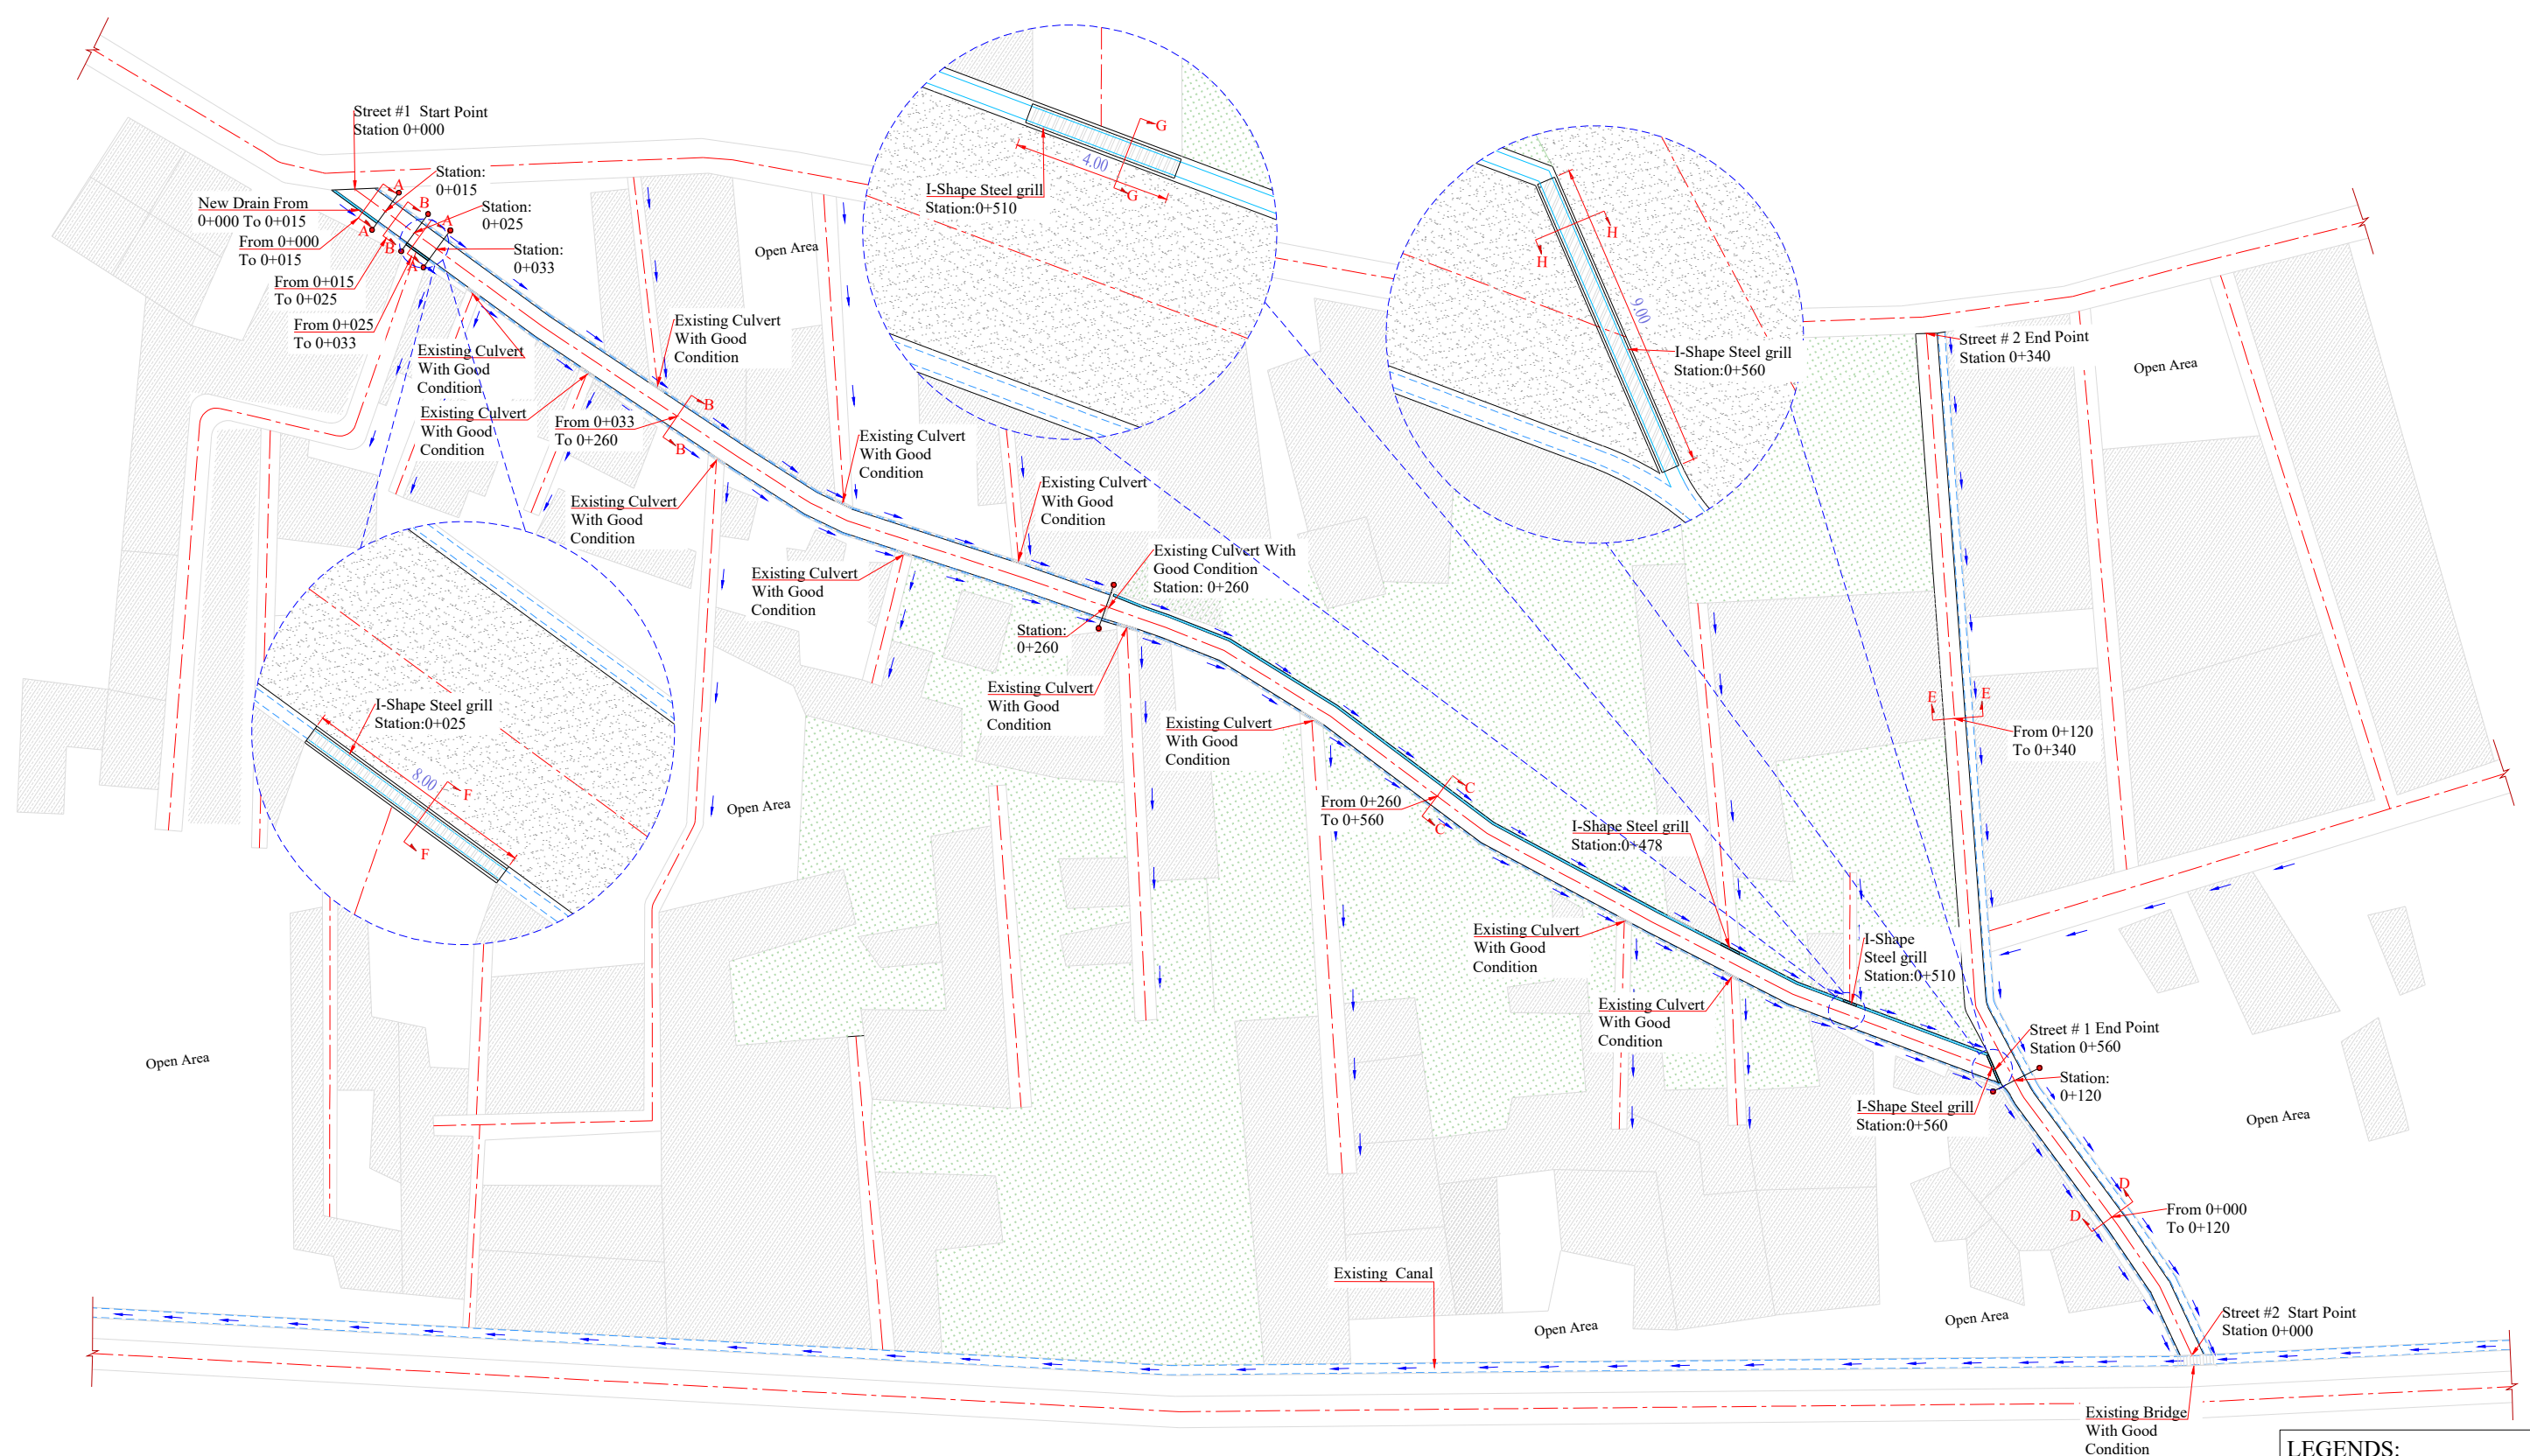 Street #1  Start Point
Station 0+000
Station:
0+015
New Drain From
0+000 To 0+015
From 0+000
To 0+015
Station:
0+025
Station:
0+033
From 0+015
To 0+025
From 0+025
To 0+033
A
A
B
B
A
A
Open Area
Existing Culvert
With Good
Condition
Existing Culvert
With Good
Condition
Existing Culvert
With Good
Condition
From 0+033
To 0+260
B
B
Existing Culvert
With Good
Condition
Existing Culvert
With Good
Condition
Existing Culvert
With Good
Condition
Existing Culvert
With Good
Condition
Existing Culvert With
Good Condition
Station: 0+260
Station:
0+260
Existing Culvert
With Good
Condition
Existing Culvert
With Good
Condition
I-Shape Steel grill
Station:0+510
4.00
G
G
I-Shape Steel grill
Station:0+560
9.00
H
H
I-Shape Steel grill
Station:0+025
8.00
F
F
Street # 2 End Point
Station 0+340
Open Area
E
E
From 0+120
To 0+340
Open Area
From 0+260
To 0+560
C
C
I-Shape Steel grill
Station:0+478
Existing Culvert
With Good
Condition
Existing Culvert
With Good
Condition
I-Shape
Steel grill
Station:0+510
Street # 1 End Point
Station 0+560
Station:
0+120
I-Shape Steel grill
Station:0+560
Open Area
Open Area
D
D
From 0+000
To 0+120
Existing  Canal
Open Area
Open Area
Street #2  Start Point
Station 0+000
Existing Bridge
With Good
Condition
LEGENDS: